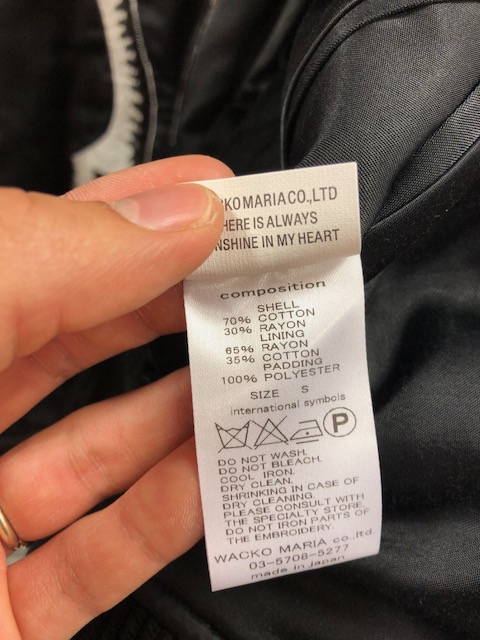 KO MARIA CO.,LTD
HERE IS ALWAYS
NSHINE IN MY HEART
composition
SHELL
70% COTTON
30% RAYON
LINING
65% RAYON
35% COTTON
PADDING
100% POLYESTER
SIZE S
international symbols
P
DO NOT WASH.
DO NOT BLEACH.
COOL IRON.
DRY CLEAN.
SHRINKING IN CASE OF
DRY CLEANING.
PLEASE CONSULT WITH
THE SPECIALTY STORE.
DO NOT IRON PARTS OF
THE EMBROIDERY.
WACKO MARIA co.,ltd.
03-5708-5277
made in japan